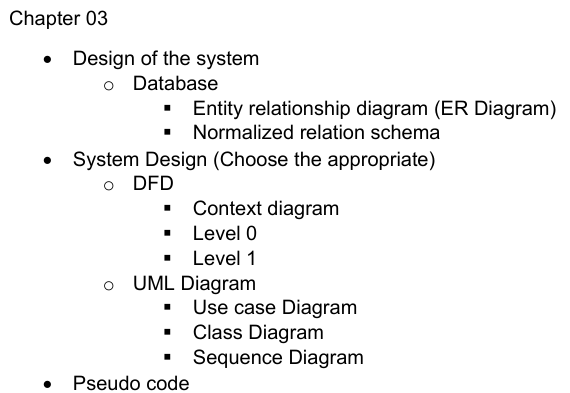 Chapter 03
• Design of the system
o Database
▪ Entity relationship diagram (ER Diagram)
▪ Normalized relation schema
• System Design (Choose the appropriate)
o DFD
▪ Context diagram
▪ Level 0
▪ Level 1
o UML Diagram
▪ Use case Diagram
▪ Class Diagram
▪ Sequence Diagram
• Pseudo code